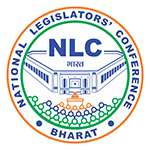 NATIONAL LEGISLATORS' CONFERENCE
NLC
भारत
BHARAT